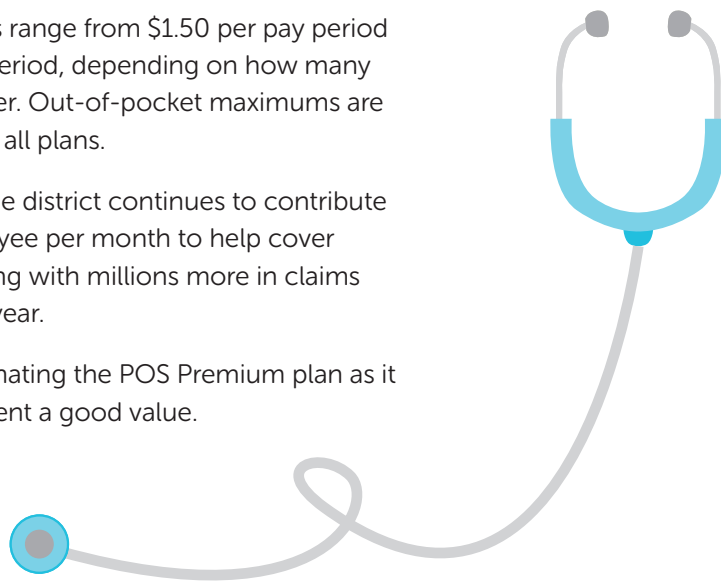 range from $1.50 per pay period
eriod, depending on how many
er. Out-of-pocket maximums are
all plans.
e district continues to contribute
yee per month to help cover
ng with millions more in claims
year.
nating the POS Premium plan as it
ent a good value.